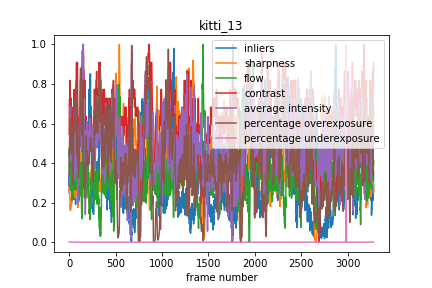 kitti_13
1.0
0.8
0.6
0.4
0.2
0.0
inliers
sharpness
flow
contrast
average intensity
percentage overexposure
percentage underexposure
0 500 1000 1500 2000 2500 3000
frame number